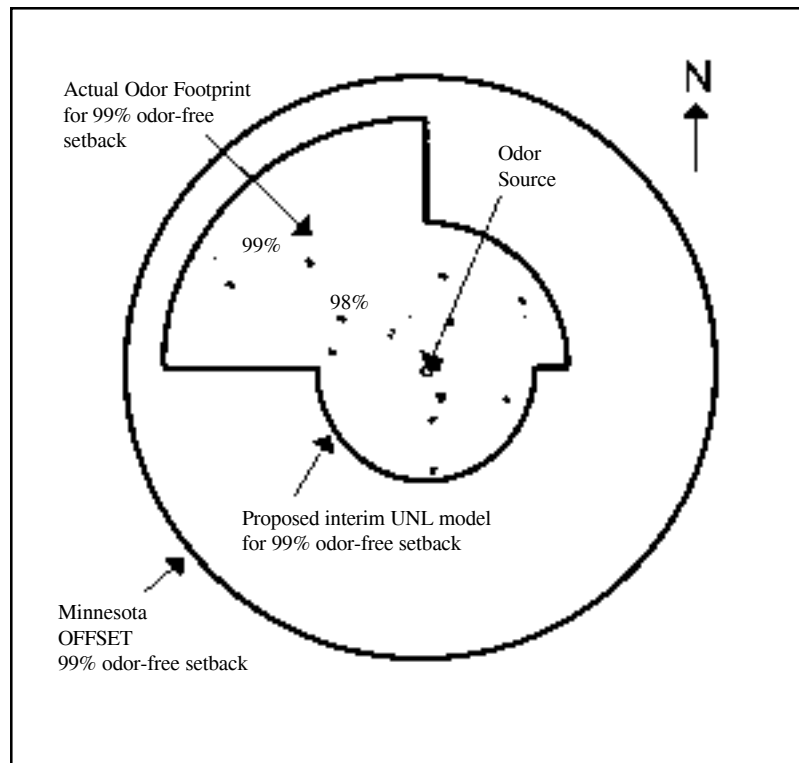 Actual Odor Footprint
for 99% odor-free
setback
N
Odor
Source
99%
98%
Proposed interim UNL model
for 99% odor-free setback
Minnesota
OFFSET
99% odor-free setback